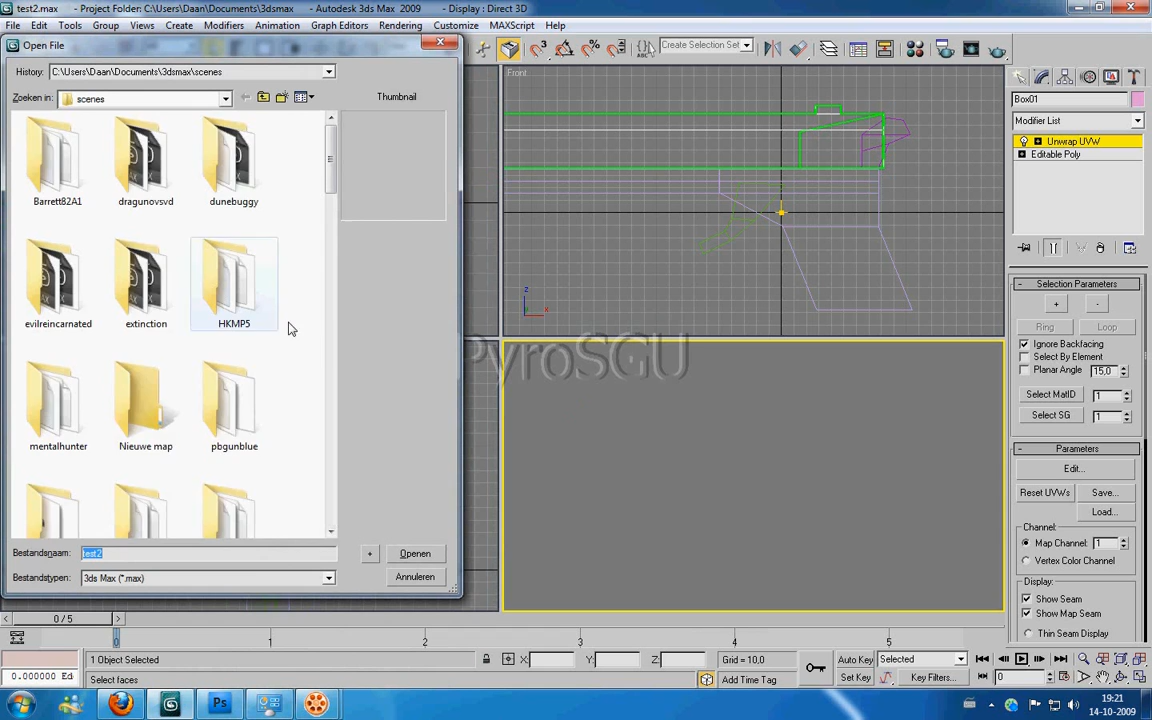 test2.max - Project Folder: C:\Users\Daan\Documents\3dsmax - Autodesk 3ds Max 2009 - Display : Direct 3D
File Edit Tools Group Views Create Modifiers Animation Graph Editors Rendering Customize MAXScript Help
Open File
Create Selection Set
History: C:\Users\Daan\Documents\3dsmax\scenes
Zoeken in: scenes
Thumbnail
Barrett82A1 dragunovsvd dunebuggy
evilreincarnated extinction HKMP5
mentalhunter Nieuwe map pbgunblue
Bestandsnaam: test2
Openen
Bestandstypen: 3ds Max (*.max)
Annuleren
Front
z
x
PyroSGU
Box01
Modifier List
Unwrap UVW
Editable Poly
Selection Parameters
+ -
Ring Loop
Ignore Backfacing
Select By Element
Planar Angle 15,0
Select MatID 1
Select SG 1
Parameters
Edit...
Reset UVWs Save...
Load...
Channel:
Map Channel: 1
Vertex Color Channel
Display:
Show Seam
Show Map Seam
Thin Seam Display
0 / 5
0 1 2 3 4 5
1 Object Selected
X: Y: Z:
Grid = 10,0
Auto Key Selected
0.000000 Ed
Select faces
Add Time Tag
Set Key Key Filters...
0
19:21
14-10-2009